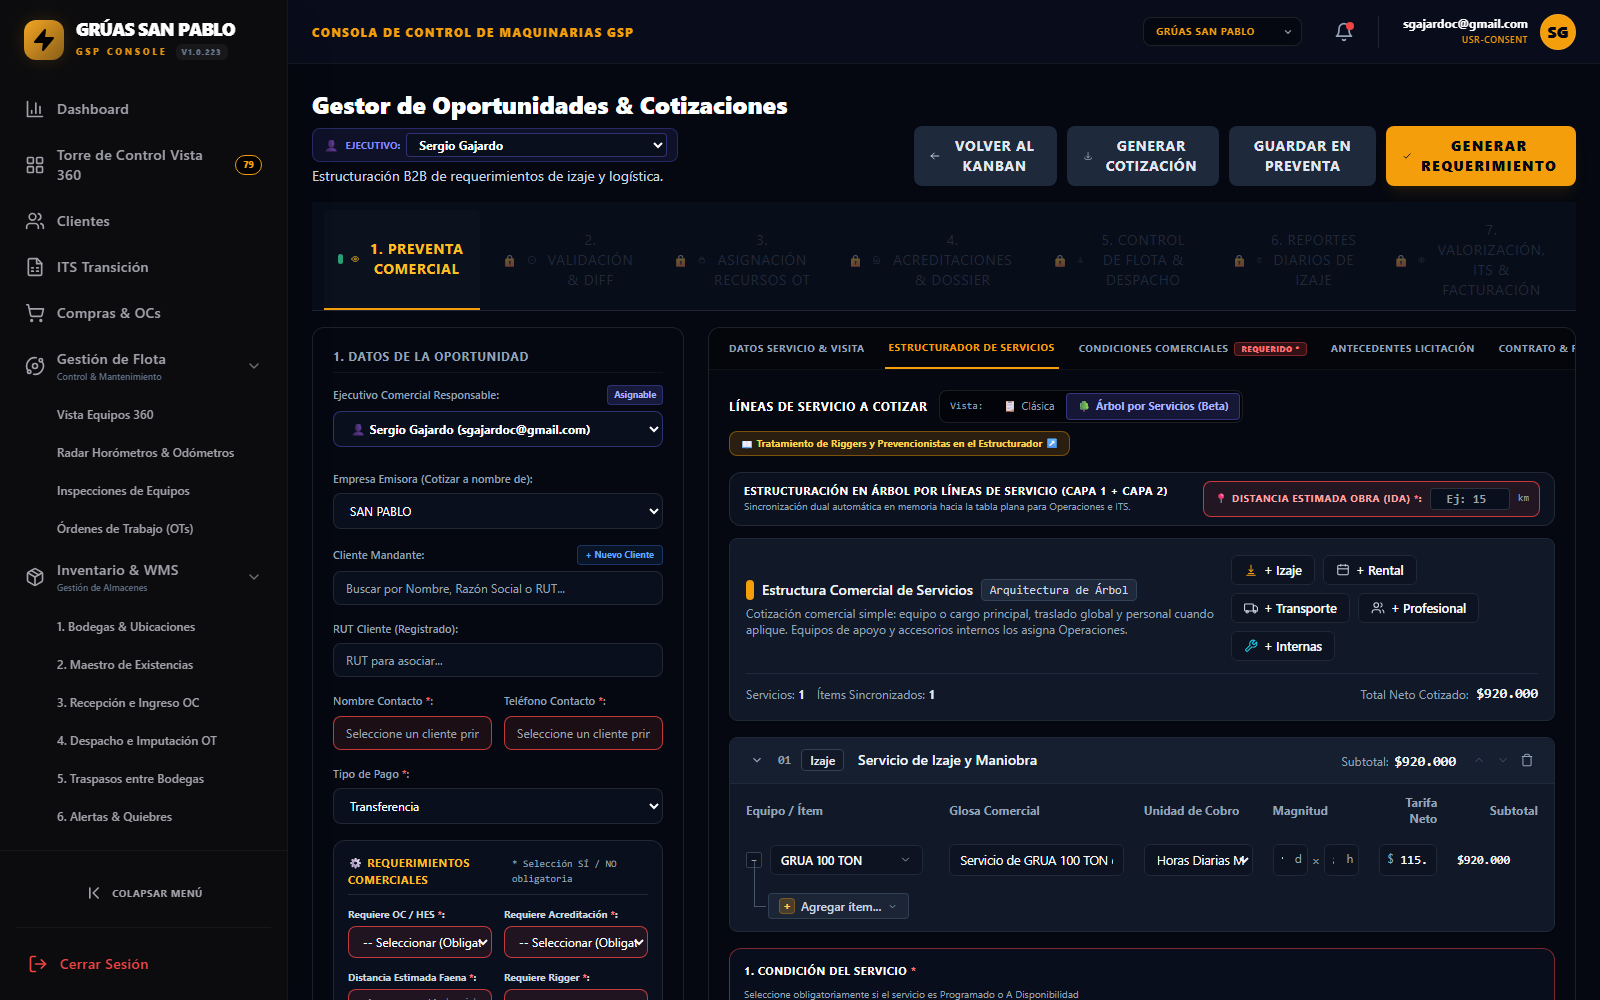 GRÚAS SAN PABLO
GSP CONSOLE V1.0.223
Dashboard
Torre de Control Vista 360
79
Clientes
ITS Transición
Compras & OCs
Gestión de Flota
Control & Mantenimiento
Vista Equipos 360
Radar Horómetros & Odómetros
Inspecciones de Equipos
Órdenes de Trabajo (OTs)
Inventario & WMS
Gestión de Almacenes
1. Bodegas & Ubicaciones
2. Maestro de Existencias
3. Recepción e Ingreso OC
4. Despacho e Imputación OT
5. Traspasos entre Bodegas
6. Alertas & Quiebres
COLAPSAR MENÚ
Cerrar Sesión
CONSOLA DE CONTROL DE MAQUINARIAS GSP
GRÚAS SAN PABLO
sgajardoc@gmail.com
USR-CONSENT
SG
Gestor de Oportunidades & Cotizaciones
EJECUTIVO: Sergio Gajardo
Estructuración B2B de requerimientos de izaje y logística.
VOLVER AL KANBAN
GENERAR COTIZACIÓN
GUARDAR EN PREVENTA
GENERAR REQUERIMIENTO
1. PREVENTA COMERCIAL
2. VALIDACIÓN & DIFF
3. ASIGNACIÓN RECURSOS OT
4. ACREDITACIONES & DOSSIER
5. CONTROL DE FLOTA & DESPACHO
6. REPORTES DIARIOS DE IZAJE
7. VALORIZACIÓN, ITS & FACTURACIÓN
1. DATOS DE LA OPORTUNIDAD
Ejecutivo Comercial Responsable: Asignable
Sergio Gajardo (sgajardoc@gmail.com)
Empresa Emisora (Cotizar a nombre de):
SAN PABLO
Cliente Mandante: + Nuevo Cliente
Buscar por Nombre, Razón Social o RUT...
RUT Cliente (Registrado):
RUT para asociar...
Nombre Contacto *: Teléfono Contacto *:
Seleccione un cliente prir Seleccione un cliente prir
Tipo de Pago *:
Transferencia
REQUERIMIENTOS COMERCIALES
* Selección SÍ / NO obligatoria
Requiere OC / HES *: Requiere Acreditación *:
-- Seleccionar (Obligat -- Seleccionar (Obligat
Distancia Estimada Faena *: Requiere Rigger *:
DATOS SERVICIO & VISITA
ESTRUCTURADOR DE SERVICIOS
CONDICIONES COMERCIALES REQUERIDO *
ANTECEDENTES LICITACIÓN
CONTRATO & F
LÍNEAS DE SERVICIO A COTIZAR
Vista: Clásica Árbol por Servicios (Beta)
Tratamiento de Riggers y Prevencionistas en el Estructurador
ESTRUCTURACIÓN EN ÁRBOL POR LÍNEAS DE SERVICIO (CAPA 1 + CAPA 2)
Sincronización dual automática en memoria hacia la tabla plana para Operaciones e ITS.
DISTANCIA ESTIMADA OBRA (IDA) *: Ej: 15 km
Estructura Comercial de Servicios Arquitectura de Árbol
Cotización comercial simple: equipo o cargo principal, traslado global y personal cuando
aplique. Equipos de apoyo y accesorios internos los asigna Operaciones.
+ Izaje
+ Rental
+ Transporte
+ Profesional
+ Internas
Servicios: 1 Ítems Sincronizados: 1
Total Neto Cotizado: $920.000
01 Izaje Servicio de Izaje y Maniobra
Subtotal: $920.000
Equipo / Ítem Glosa Comercial Unidad de Cobro Magnitud Tarifa Neto Subtotal
GRUA 100 TON Servicio de GRUA 100 TON Horas Diarias M d × h $ 115. $920.000
+ Agregar ítem...
1. CONDICIÓN DEL SERVICIO *
Seleccione obligatoriamente si el servicio es Programado o A Disponibilidad